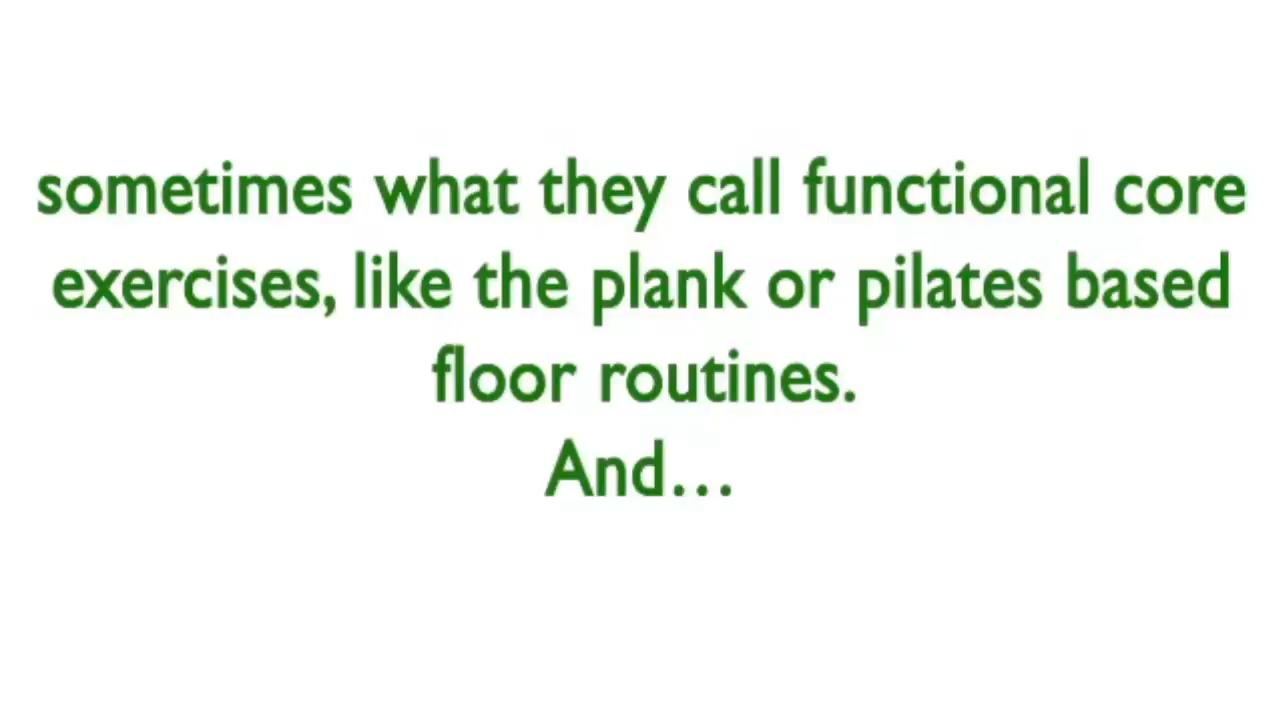 sometimes what they call functional core
exercises, like the plank or pilates based
floor routines.
And…